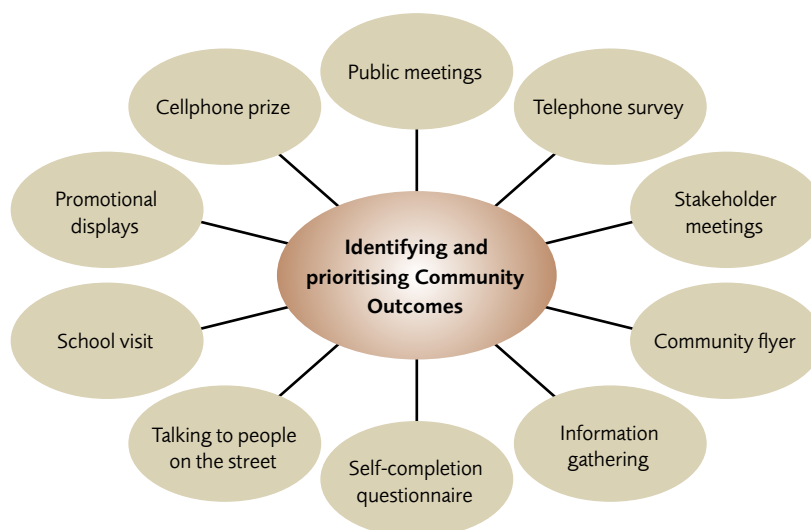 Public meetings
Cellphone prize
Telephone survey
Promotional
displays
Stakeholder
meetings
Identifying and
prioritising Community
Outcomes
School visit
Community flyer
Talking to people
on the street
Information
gathering
Self-completion
questionnaire